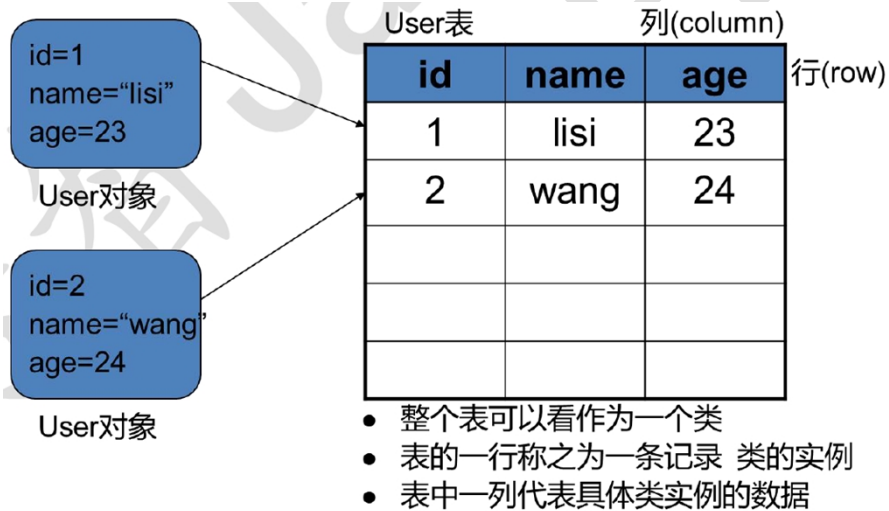 id=1
name=“lisi”
age=23
User对象
id=2
name=“wang”
age=24
User对象
User表 列(column)
id name age 行(row)
1 lisi 23
2 wang 24
● 整个表可以看作为一个类
● 表的一行称之为一条记录 类的实例
● 表中一列代表具体类实例的数据